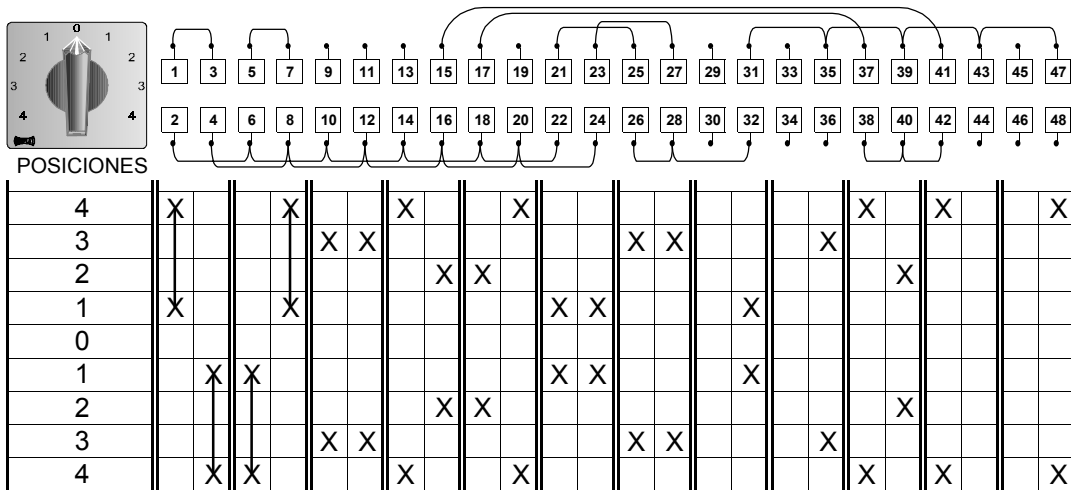 0
1 1
2 2
3 3
4 4
1 3 5 7 9 11 13 15 17 19 21 23 25 27 29 31 33 35 37 39 41 43 45 47
2 4 6 8 10 12 14 16 18 20 22 24 26 28 30 32 34 36 38 40 42 44 46 48
POSICIONES
4 X X X X X X X
3 X X X X X
2 X X X
1 X X X X X
0
1 X X X X X
2 X X X
3 X X X X X
4 X X X X X X X